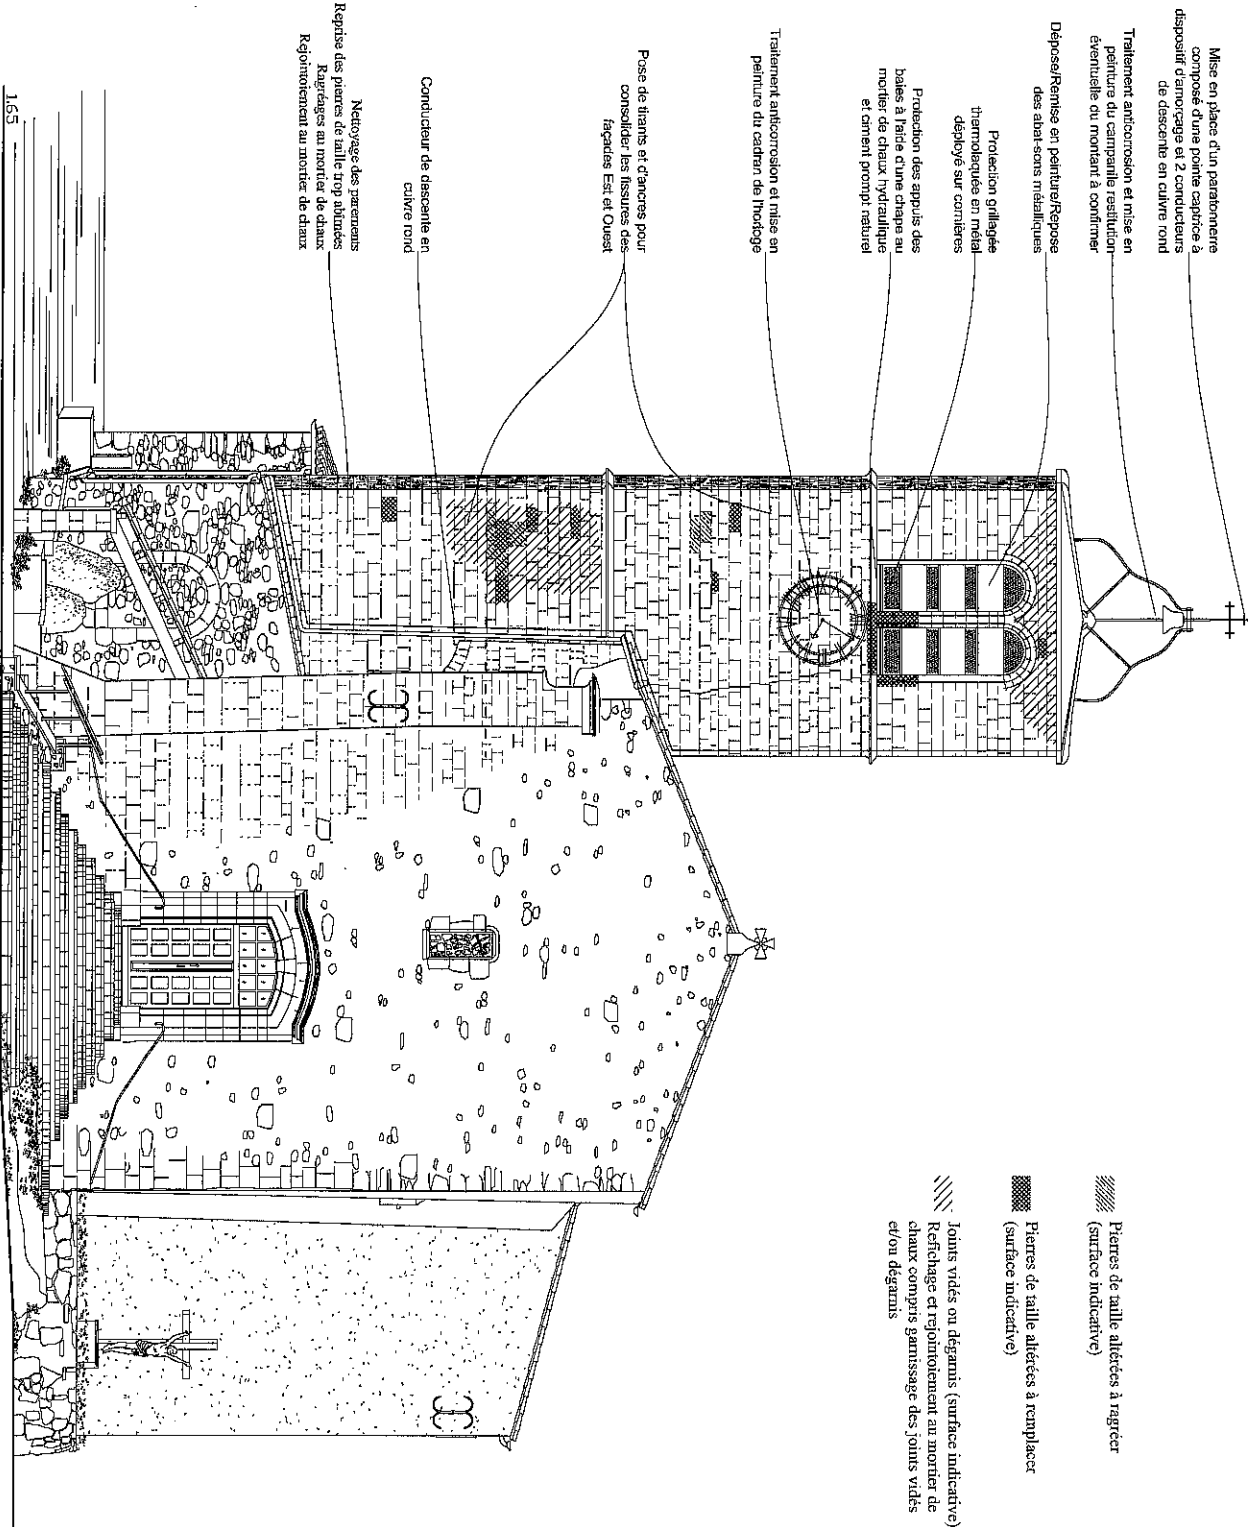 Mise en place d'un paratonnerre
composé d'une pointe captrice à
dispositif d'amorçage et 2 conducteurs
de descente en cuivre rond
Traitement anticorrosion et mise en
peinture du campanile restitution
éventuelle du montant à confirmer
Dépose/Remise en peinture/Repose
des abat-sons métalliques
Protection grillagée
thermolaquée en métal
déployé sur cornières
Protection des appuis des
baies à l'aide d'une chape au
mortier de chaux hydraulique
et ciment prompt naturel
Traitement anticorrosion et mise en
peinture du cadran de l'horloge
Pose de tirants et d'ancres pour
consolider les fissures des
façades Est et Ouest
Conducteur de descente en
cuivre rond
Nettoyage des parements
Reprise des pierres de taille trop abîmées
Ragréages au mortier de chaux
Rejointoiement au mortier de chaux
1.65
Pierres de taille altérées à ragréer
(surface indicative)
Pierres de taille altérées à remplacer
(surface indicative)
Joints vidés ou dégarnis (surface indicative)
Refichage et rejointoiement au mortier de
chaux compris garnissage des joints vidés
et/ou dégarnis